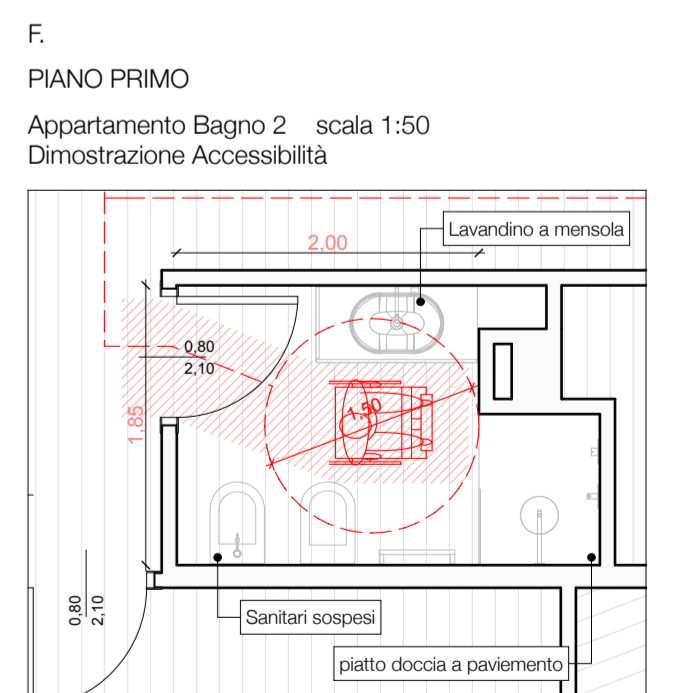 F.
PIANO PRIMO
Appartamento Bagno 2 scala 1:50
Dimostrazione Accessibilità
Lavandino a mensola
2,00
0,80
2,10
1,50
1,85
0,80
2,10
Sanitari sospesi
piatto doccia a paviemento